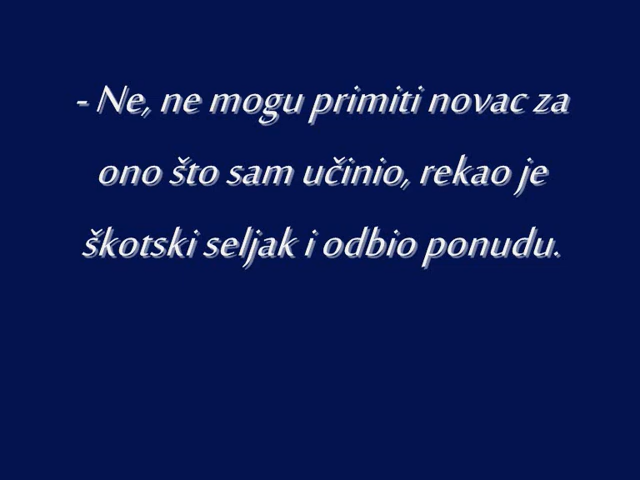 - Ne, ne mogu primiti novac za
ono što sam učinio, rekao je
škotski seljak i odbio ponudu.